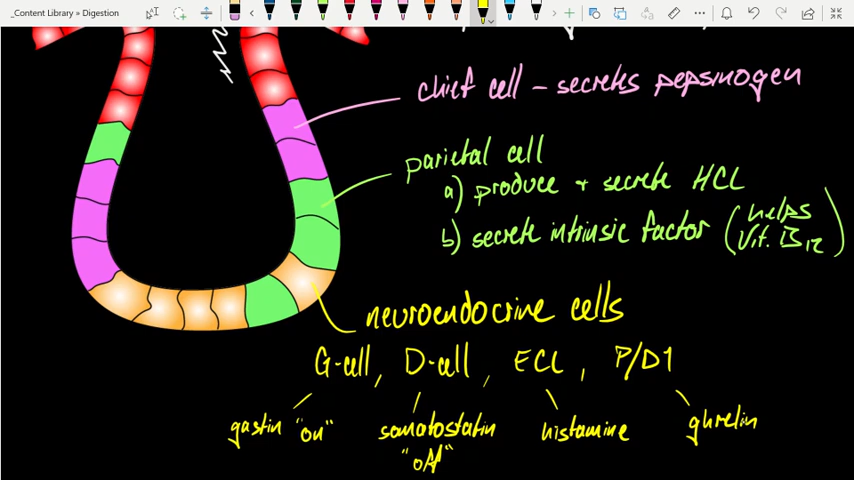 _Content Library » Digestion
chief cell - secretes pepsinogen
parietal cell
a) produce + secrete HCL
b) secrete intrinsic factor (helps Vit. B12)
neuroendocrine cells
G-cell, D-cell, ECL, P/D1
gastin "on" somatostatin "off" histamine ghrelin